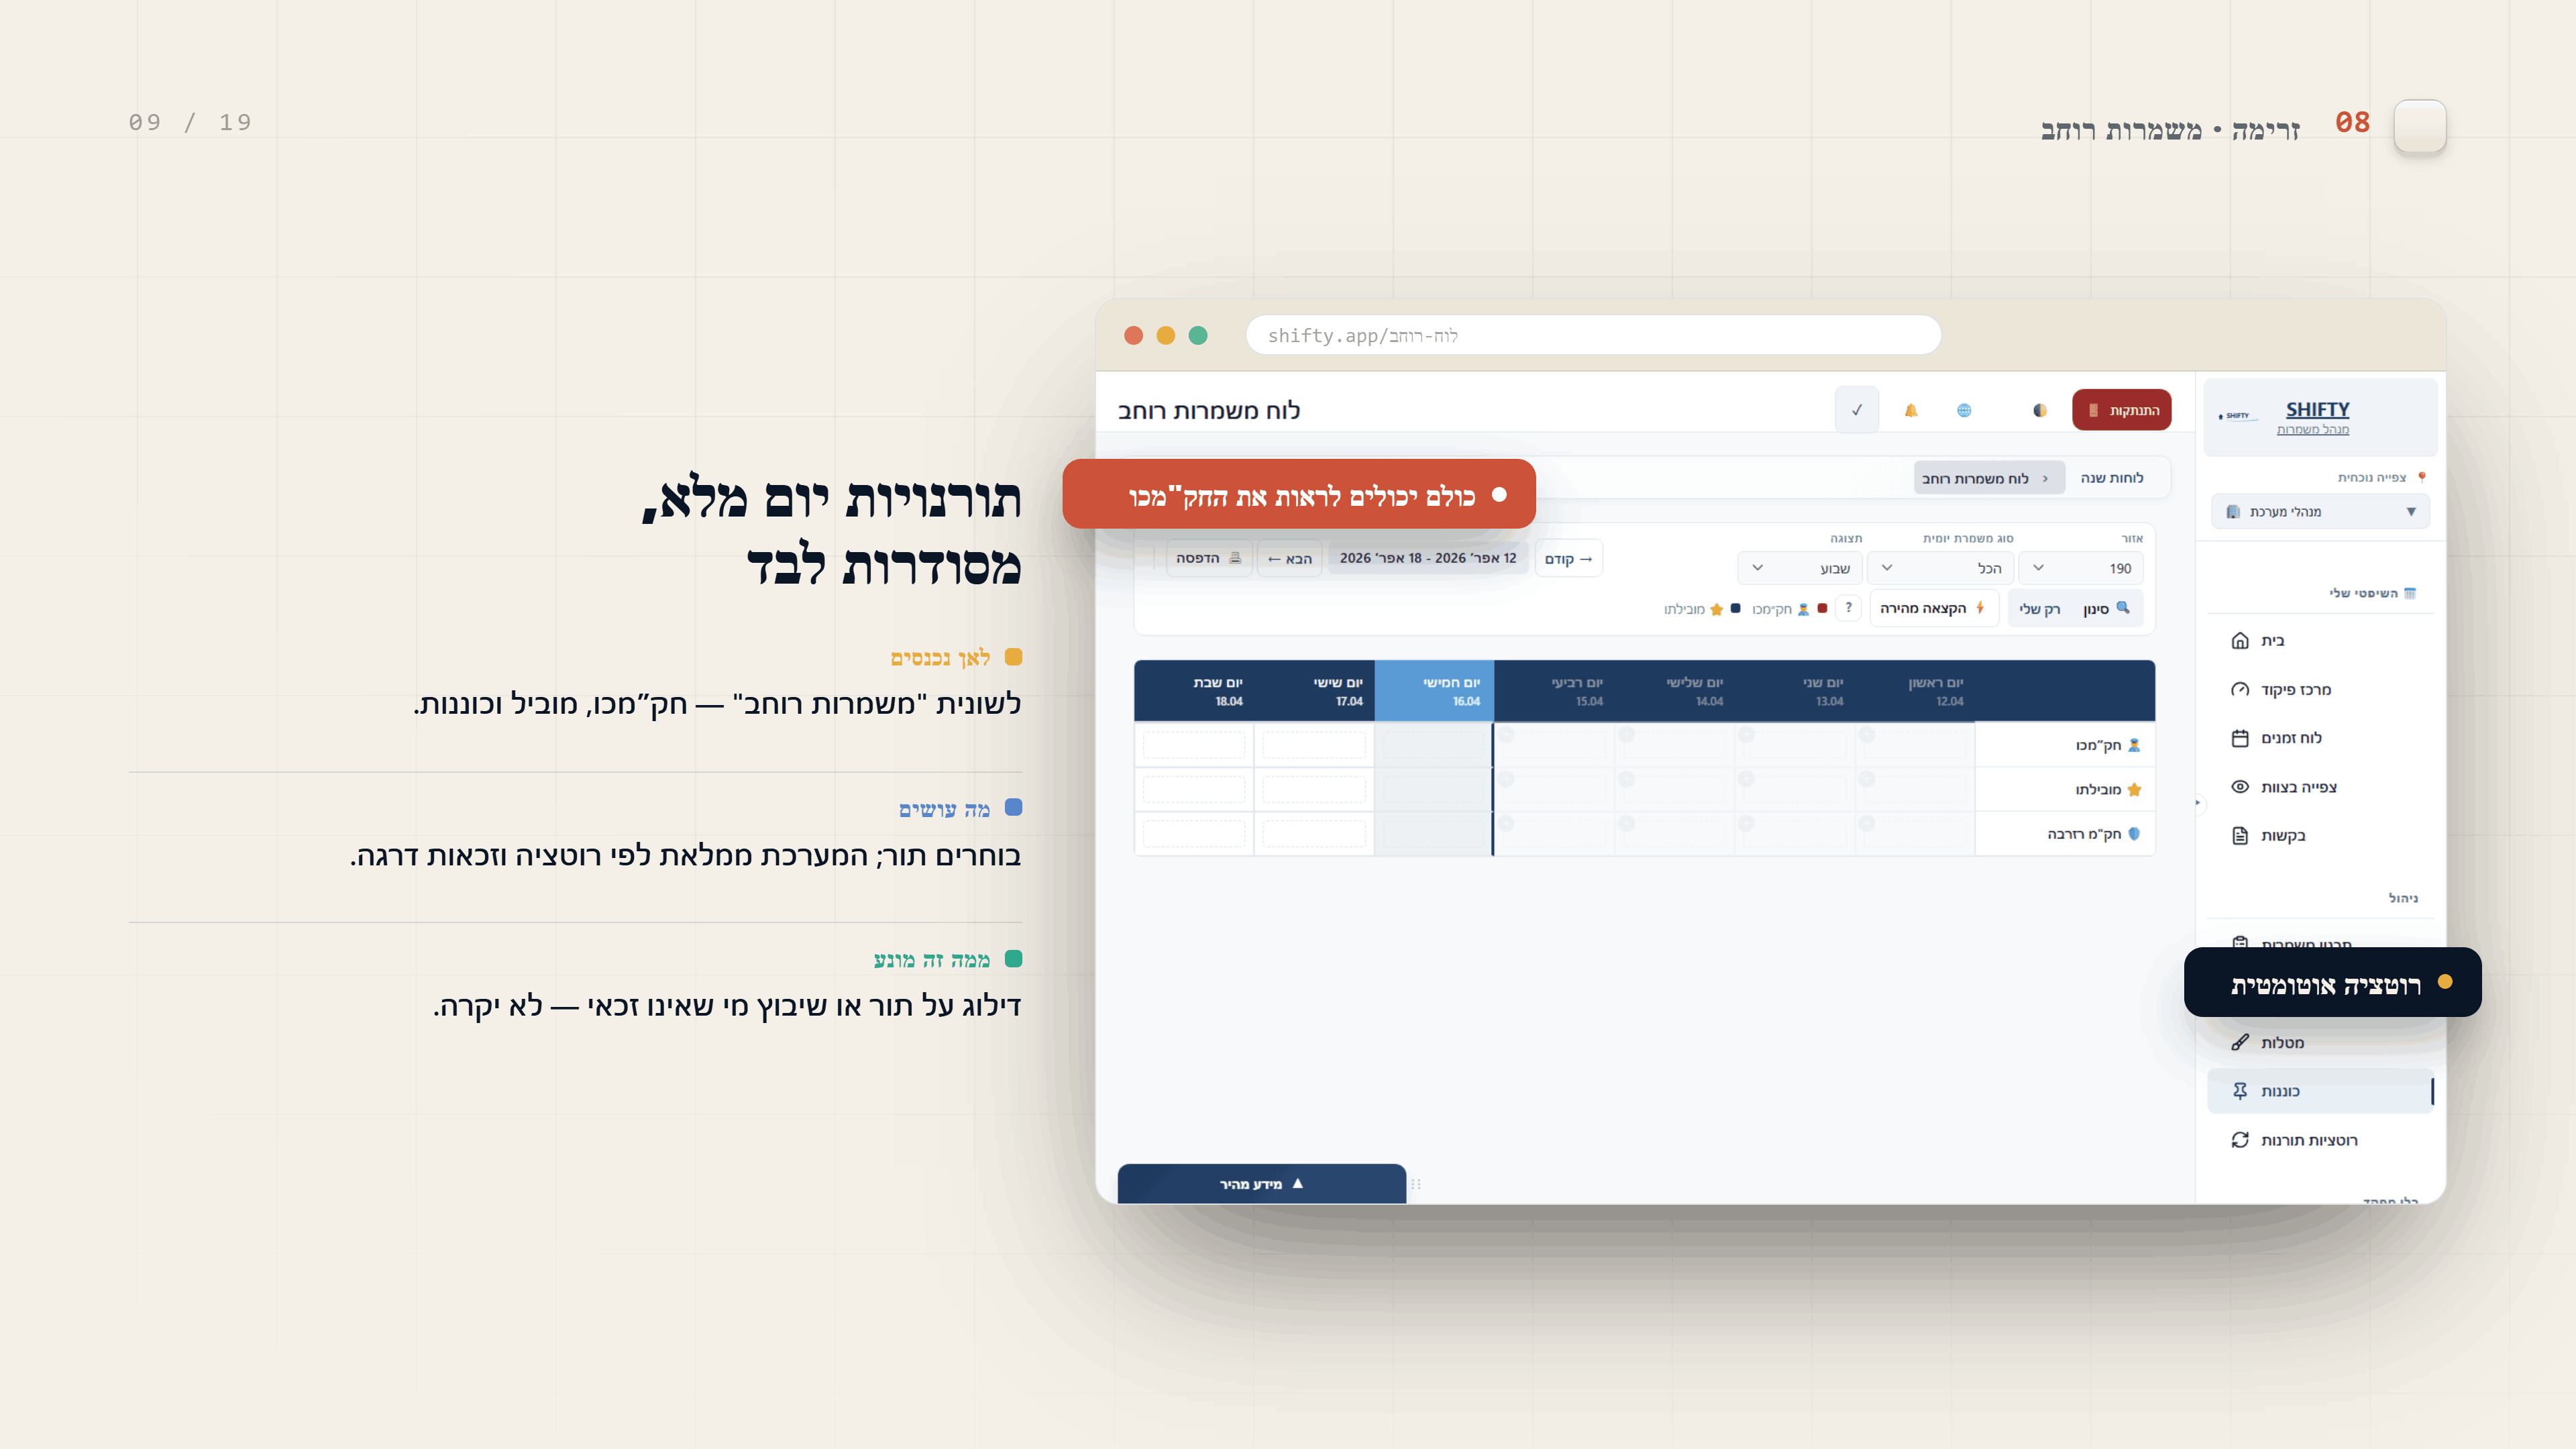 08 זרימה • משמרות רוחב
09 / 19
shifty.app/לוח-רוחב
SHIFTY
מנהל משמרות
SHIFTY
צפייה נוכחית
מנהלי מערכת
השיפטי שלי
בית
מרכז פיקוד
לוח זמנים
צפייה בצוות
בקשות
ניהול
תכנון משמרות
רוטציה אוטומטית
מטלות
כוננות
רוטציות תורנות
התנתקות
לוח משמרות רוחב
לוחות שנה
לוח משמרות רוחב
כולם יכולים לראות את החק"מכו
אזור
סוג משמרת יומית
תצוגה
190
הכל
שבוע
→ קודם
12 אפר׳ 2026 - 18 אפר׳ 2026
הבא ←
הדפסה
סינון
רק שלי
הקצאה מהירה
?
חק״מכו
מובילתו
יום ראשון 12.04
יום שני 13.04
יום שלישי 14.04
יום רביעי 15.04
יום חמישי 16.04
יום שישי 17.04
יום שבת 18.04
חק"מכו
מובילתו
חק"מ רזרבה
מידע מהיר
תורנויות יום מלא,
מסודרות לבד
לאן נכנסים
לשונית "משמרות רוחב" — חק"מכו, מוביל וכוננות.
מה עושים
בוחרים תור; המערכת ממלאת לפי רוטציה וזכאות דרגה.
ממה זה מונע
דילוג על תור או שיבוץ מי שאינו זכאי — לא יקרה.